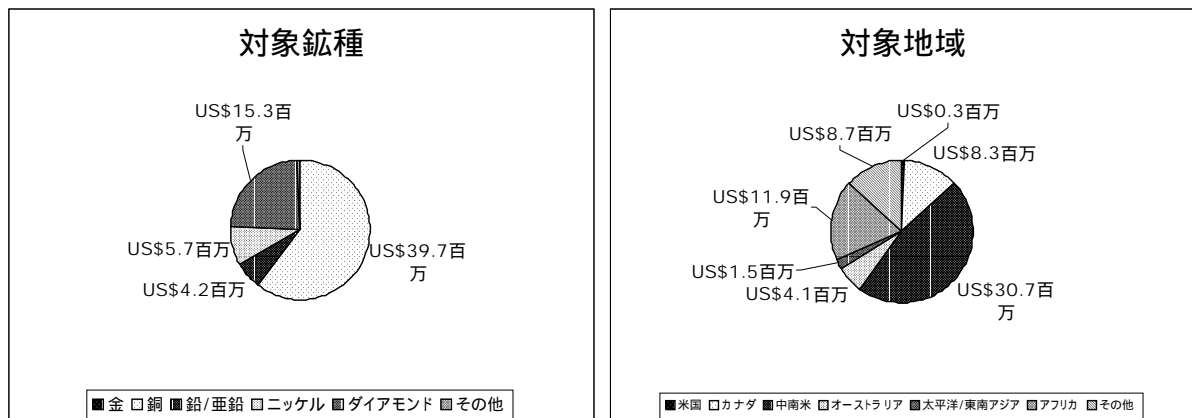 対象鉱種
US$15.3百
万
US$5.7百万
US$4.2百万
US$39.7百
万
■金 □銅 ■鉛/亜鉛 □ニッケル ■ダイアモンド ■その他
対象地域
US$0.3百万
US$8.7百万
US$8.3百万
US$11.9百
万
US$1.5百万
US$4.1百万
US$30.7百
万
■米国 □カナダ ■中南米 □オーストラリア ■太平洋/東南アジア ■アフリカ □その他